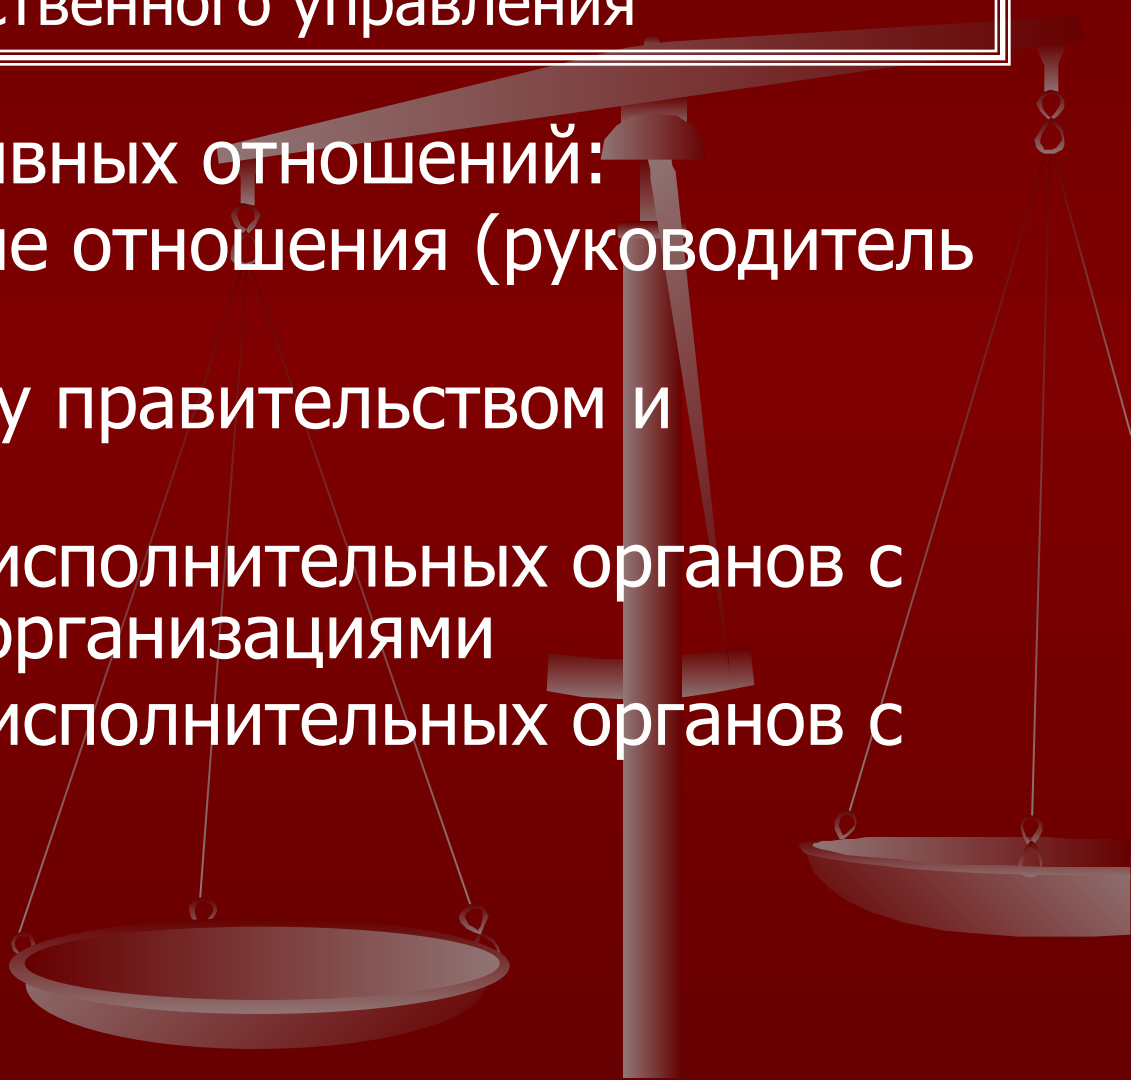 ственного управления
ивных отношений:
ие отношения (руководитель
у правительством и
исполнительных органов с
организациями
исполнительных органов с